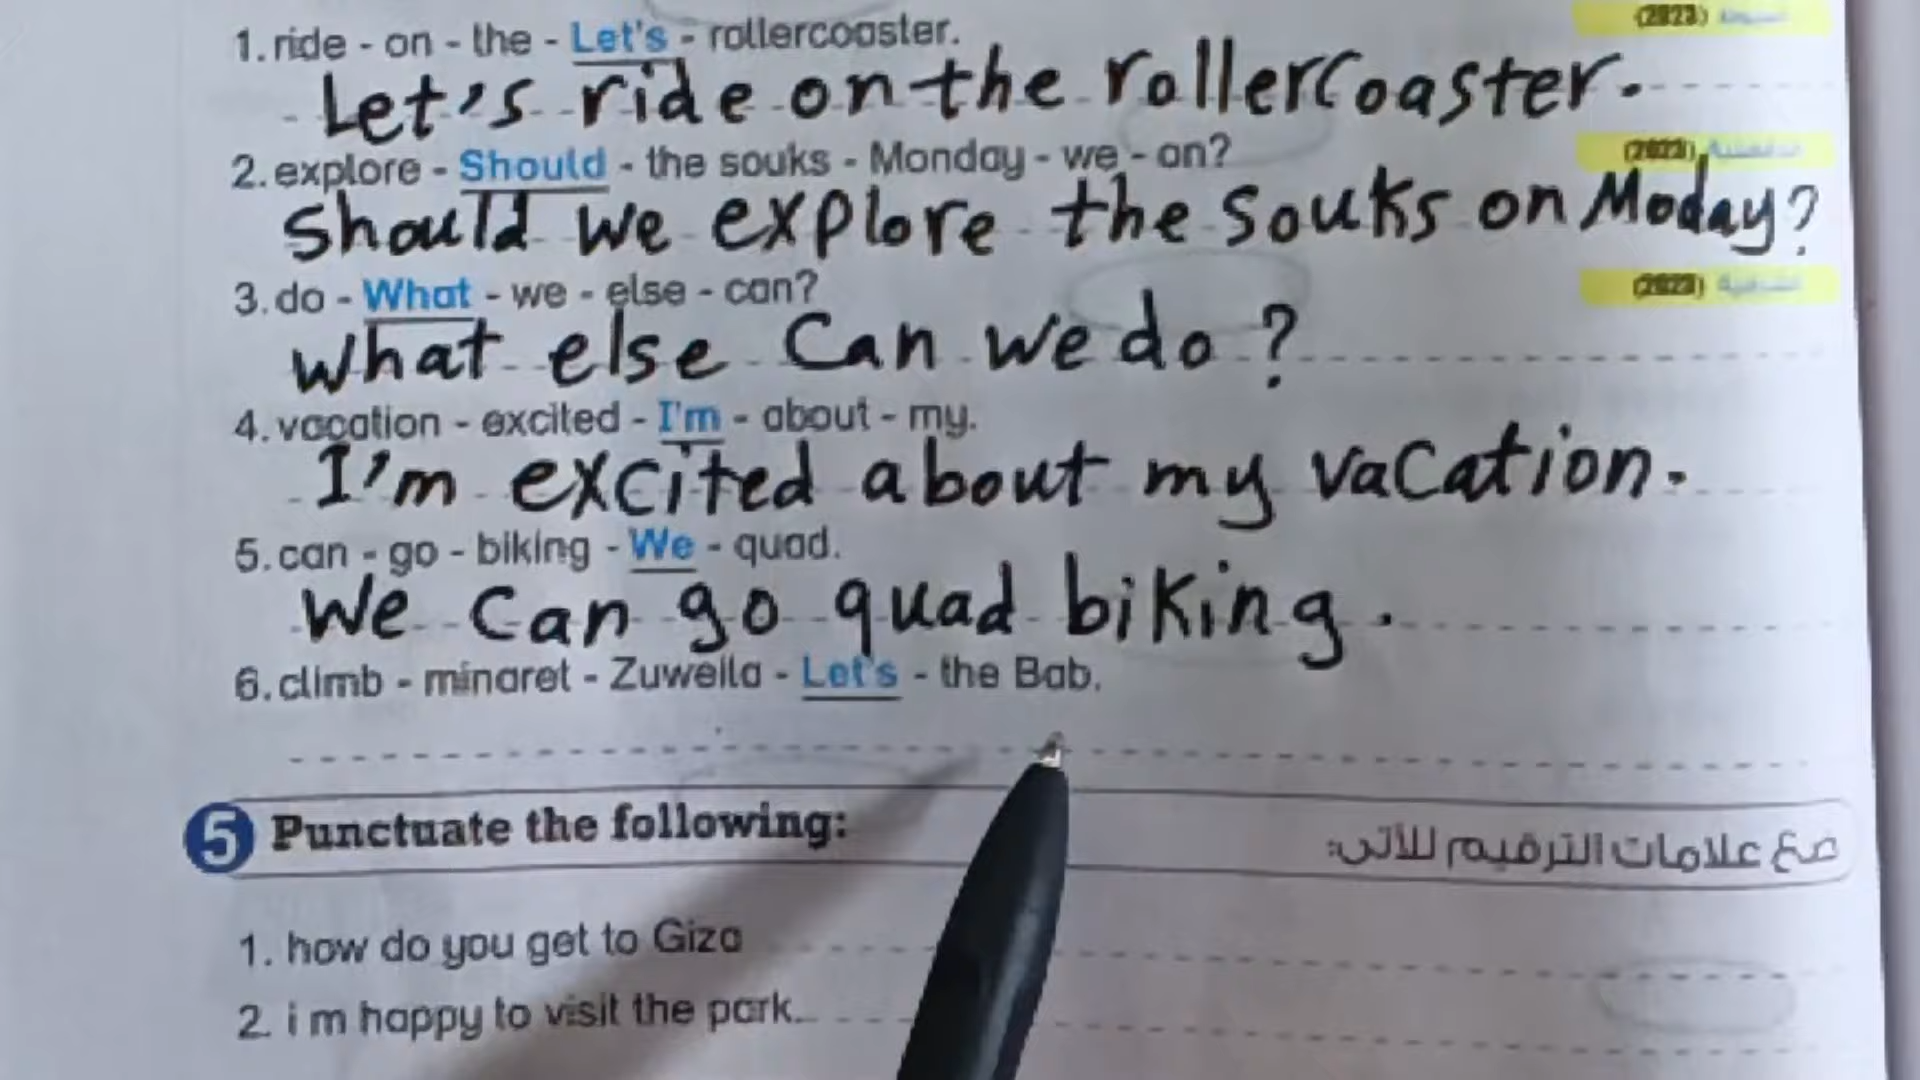 1. ride - on - the - Let's - rollercoaster. (2023)
Let's ride on the rollercoaster.
2. explore - Should - the souks - Monday - we - on? (2023)
Should we explore the souks on Moday?
3. do - What - we - else - can? (2023)
What else Can we do ?
4. vacation - excited - I'm - about - my.
I'm excited about my vacation.
5. can - go - biking - We - quad.
We Can go quad biking.
6. climb - minaret - Zuweila - Let's - the Bab.
5 Punctuate the following: ضع علامات الترقيم للآتى:
1. how do you get to Giza
2. i m happy to visit the park.